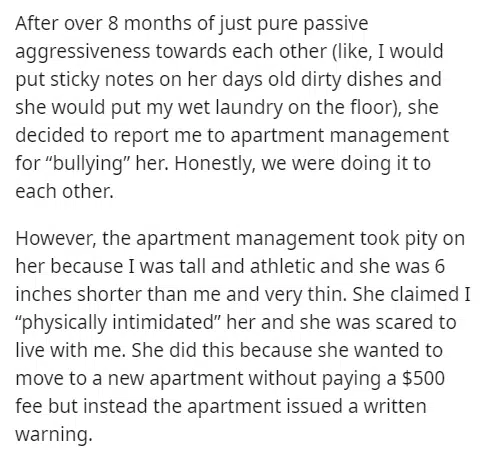 After over 8 months of just pure passive
aggressiveness towards each other (like, I would
put sticky notes on her days old dirty dishes and
she would put my wet laundry on the floor), she
decided to report me to apartment management
for “bullying” her. Honestly, we were doing it to
each other.
However, the apartment management took pity on
her because I was tall and athletic and she was 6
inches shorter than me and very thin. She claimed I
“physically intimidated” her and she was scared to
live with me. She did this because she wanted to
move to a new apartment without paying a $500
fee but instead the apartment issued a written
warning.